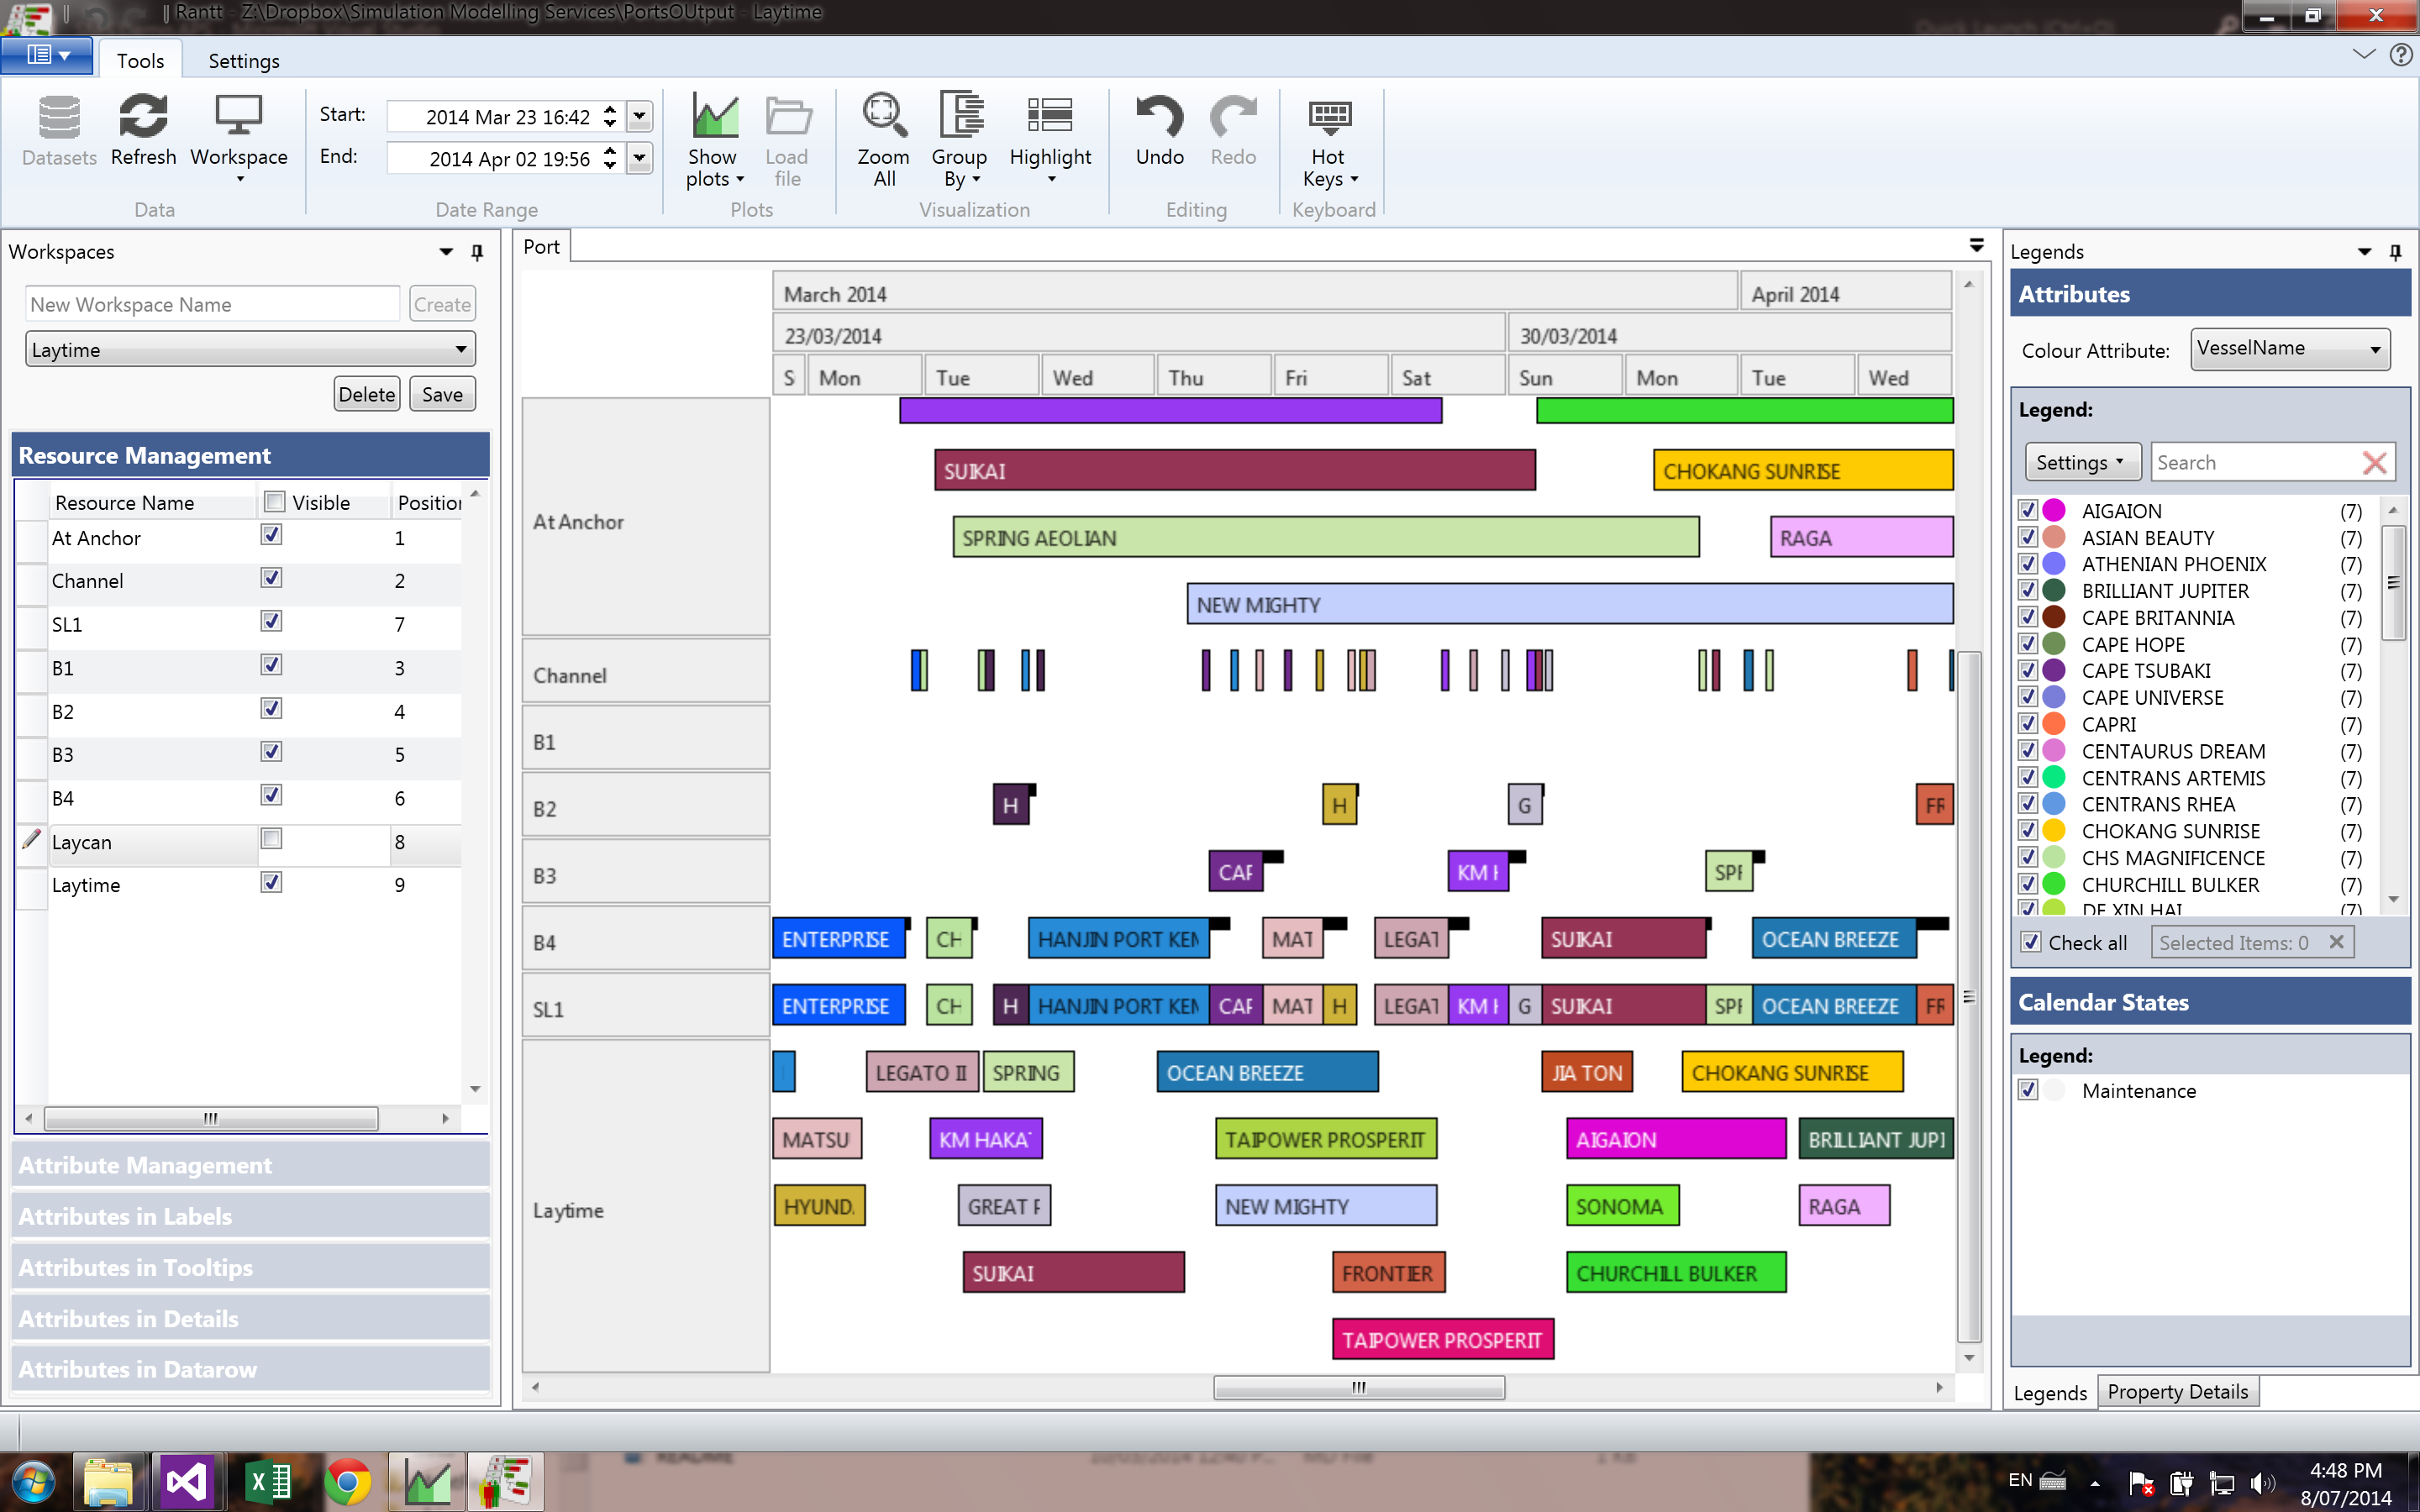 Rantt - Z:\Dropbox\Simulation Modelling Services\PortsOUtput - Laytime
Tools
Settings
Datasets
Refresh
Workspace
Data
Start:
2014 Mar 23 16:42
End:
2014 Apr 02 19:56
Date Range
Show plots
Load file
Plots
Zoom All
Group By
Highlight
Visualization
Undo
Redo
Editing
Hot Keys
Keyboard
Workspaces
New Workspace Name
Create
Laytime
Delete
Save
Resource Management
Resource Name Visible Position
At Anchor 1
Channel 2
SL1 7
B1 3
B2 4
B3 5
B4 6
Laycan 8
Laytime 9
Attribute Management
Attributes in Labels
Attributes in Tooltips
Attributes in Details
Attributes in Datarow
Port
March 2014 April 2014
23/03/2014 30/03/2014
S Mon Tue Wed Thu Fri Sat Sun Mon Tue Wed
At Anchor
SUIKAI CHOKANG SUNRISE
SPRING AEOLIAN RAGA
NEW MIGHTY
Channel
B1
B2 H H G FR
B3 CAP KM H SPR
B4 ENTERPRISE CH HANJIN PORT KEN MAT LEGAT SUIKAI OCEAN BREEZE
SL1 ENTERPRISE CH H HANJIN PORT KEN CAP MAT H LEGAT KM H G SUIKAI SPR OCEAN BREEZE FR
Laytime
LEGATO II SPRING OCEAN BREEZE JIA TON CHOKANG SUNRISE
MATSU KM HAKAT TAIPOWER PROSPERIT AIGAION BRILLIANT JUPI
HYUND. GREAT F NEW MIGHTY SONOMA RAGA
SUIKAI FRONTIER CHURCHILL BULKER
TAIPOWER PROSPERIT
Legends
Attributes
Colour Attribute: VesselName
Legend:
Settings Search
AIGAION (7)
ASIAN BEAUTY (7)
ATHENIAN PHOENIX (7)
BRILLIANT JUPITER (7)
CAPE BRITANNIA (7)
CAPE HOPE (7)
CAPE TSUBAKI (7)
CAPE UNIVERSE (7)
CAPRI (7)
CENTAURUS DREAM (7)
CENTRANS ARTEMIS (7)
CENTRANS RHEA (7)
CHOKANG SUNRISE (7)
CHS MAGNIFICENCE (7)
CHURCHILL BULKER (7)
DE XIN HAI (7)
Check all
Selected Items: 0
Calendar States
Legend:
Maintenance
Legends
Property Details
EN
4:48 PM
8/07/2014